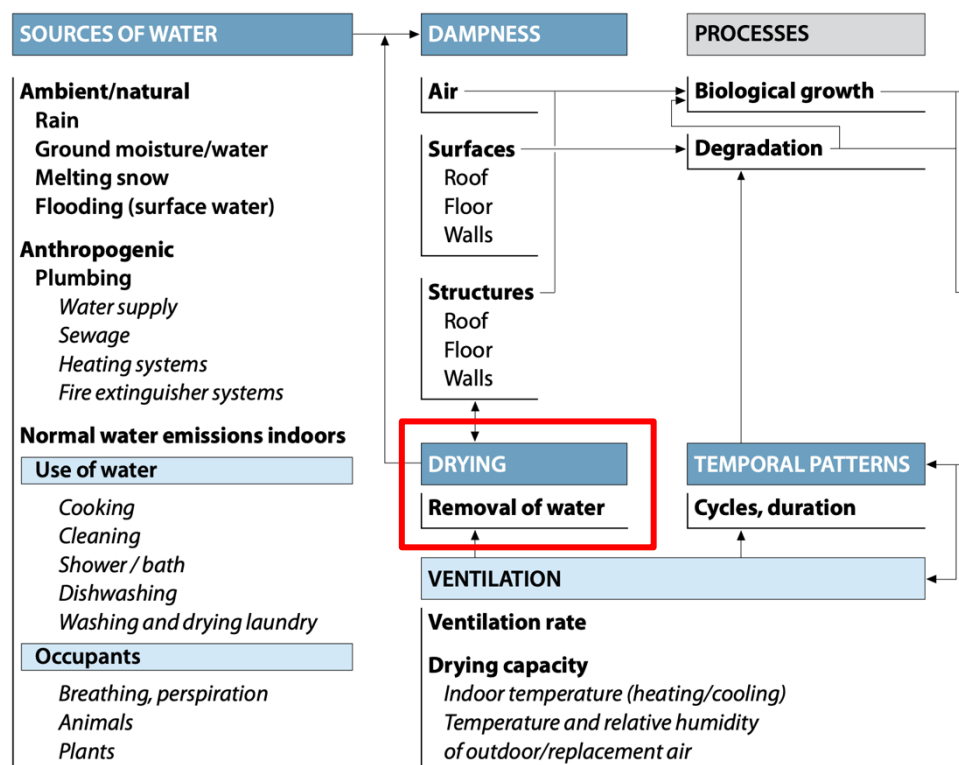 SOURCES OF WATER
Ambient/natural
Rain
Ground moisture/water
Melting snow
Flooding (surface water)
Anthropogenic
Plumbing
Water supply
Sewage
Heating systems
Fire extinguisher systems
Normal water emissions indoors
Use of water
Cooking
Cleaning
Shower / bath
Dishwashing
Washing and drying laundry
Occupants
Breathing, perspiration
Animals
Plants
DAMPNESS
Air
Surfaces
Roof
Floor
Walls
Structures
Roof
Floor
Walls
DRYING
Removal of water
PROCESSES
Biological growth
Degradation
TEMPORAL PATTERNS
Cycles, duration
VENTILATION
Ventilation rate
Drying capacity
Indoor temperature (heating/cooling)
Temperature and relative humidity
of outdoor/replacement air